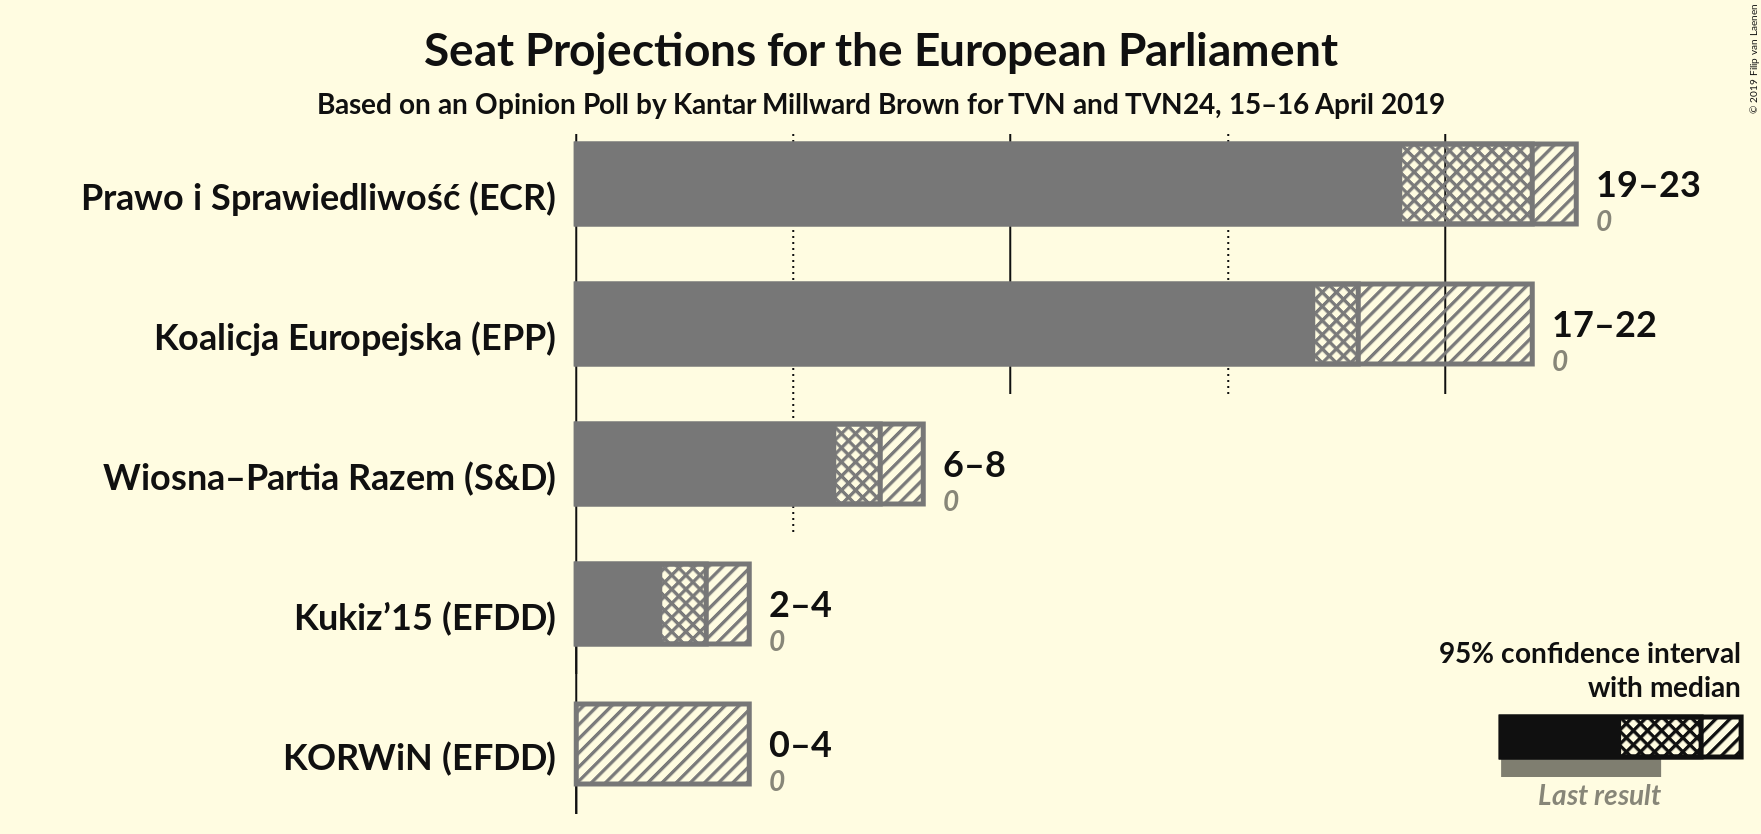 Seat Projections for the European Parliament
Based on an Opinion Poll by Kantar Millward Brown for TVN and TVN24, 15–16 April 2019
© 2019 Filip van Laenen
Prawo i Sprawiedliwość (ECR)
19–23
0
Koalicja Europejska (EPP)
17–22
0
Wiosna–Partia Razem (S&D)
6–8
0
Kukiz’15 (EFDD)
2–4
0
KORWiN (EFDD)
0–4
0
95% confidence interval
with median
Last result